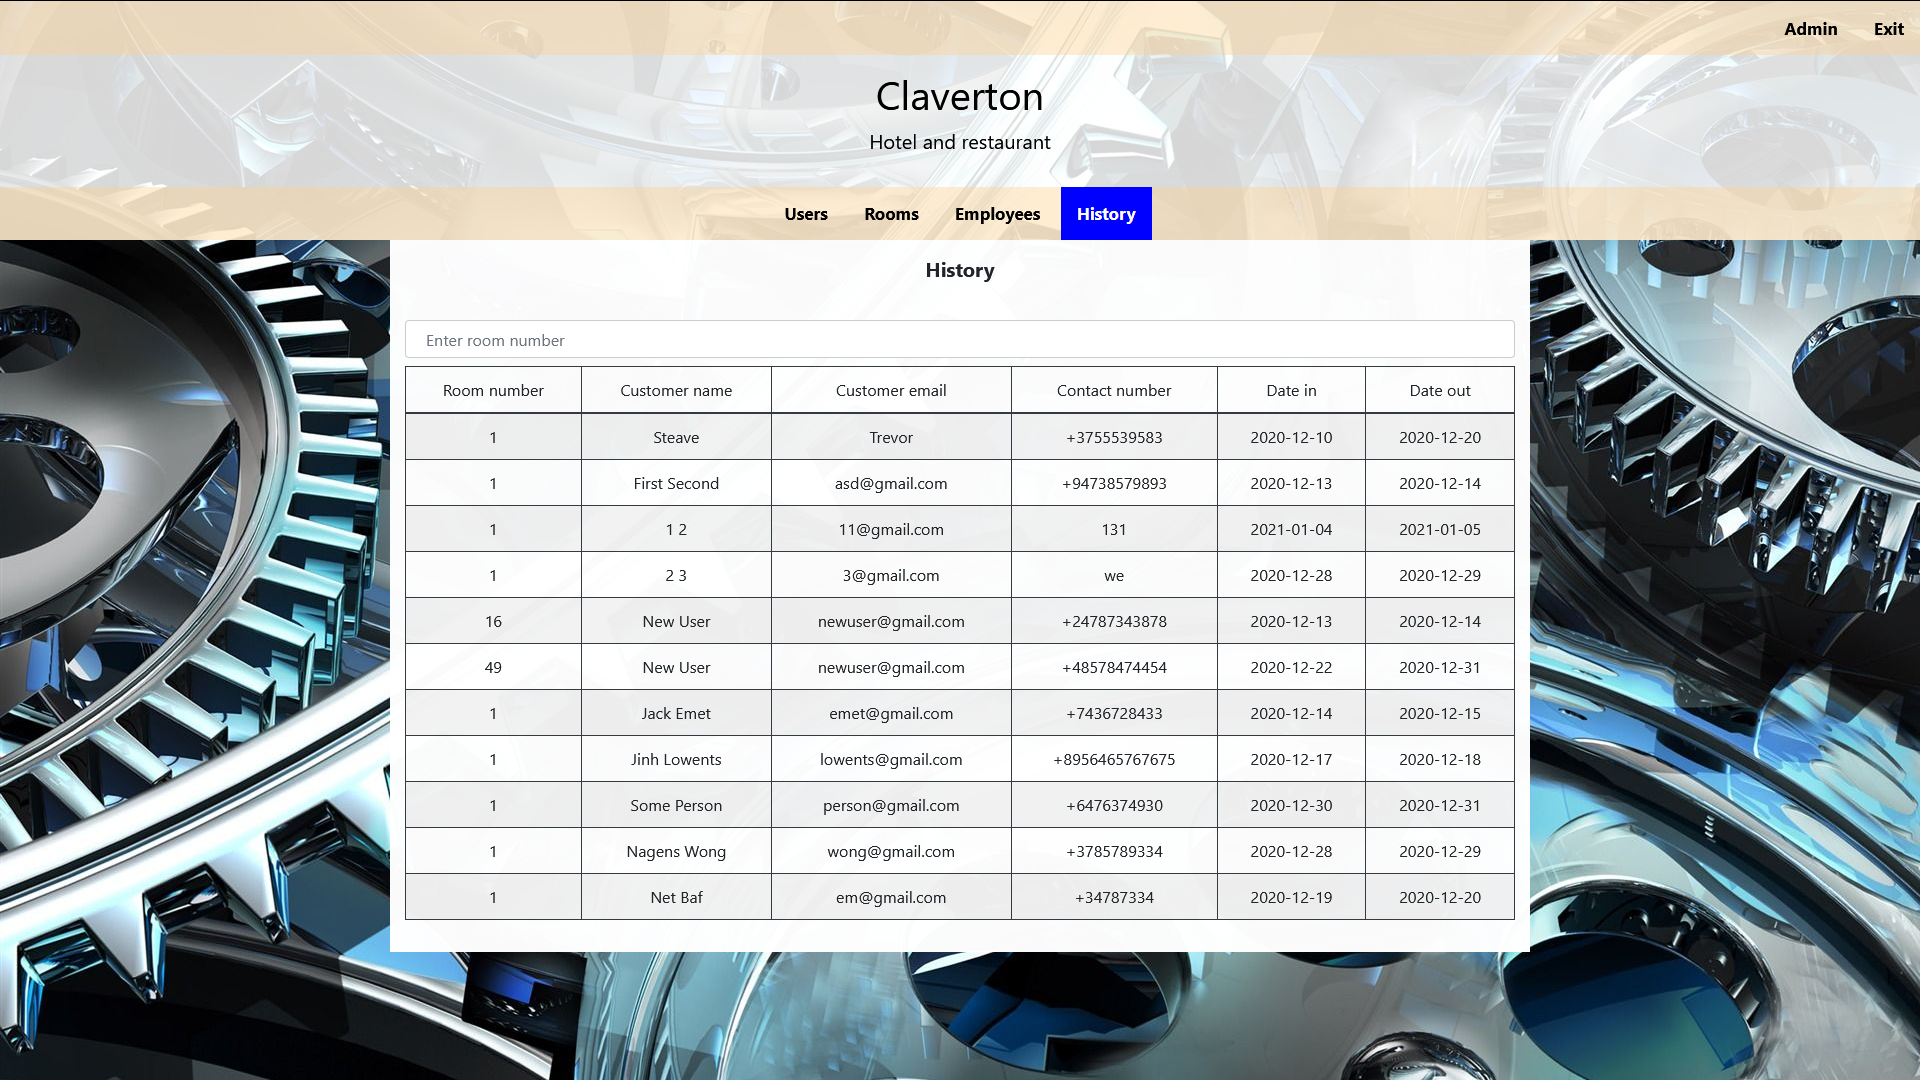 Admin Exit
Claverton
Hotel and restaurant
Users Rooms Employees History
History
Enter room number
Room number Customer name Customer email Contact number Date in Date out
1 Steave Trevor +3755539583 2020-12-10 2020-12-20
1 First Second asd@gmail.com +94738579893 2020-12-13 2020-12-14
1 1 2 11@gmail.com 131 2021-01-04 2021-01-05
1 2 3 3@gmail.com we 2020-12-28 2020-12-29
16 New User newuser@gmail.com +24787343878 2020-12-13 2020-12-14
49 New User newuser@gmail.com +48578474454 2020-12-22 2020-12-31
1 Jack Emet emet@gmail.com +7436728433 2020-12-14 2020-12-15
1 Jinh Lowents lowents@gmail.com +8956465767675 2020-12-17 2020-12-18
1 Some Person person@gmail.com +6476374930 2020-12-30 2020-12-31
1 Nagens Wong wong@gmail.com +3785789334 2020-12-28 2020-12-29
1 Net Baf em@gmail.com +34787334 2020-12-19 2020-12-20